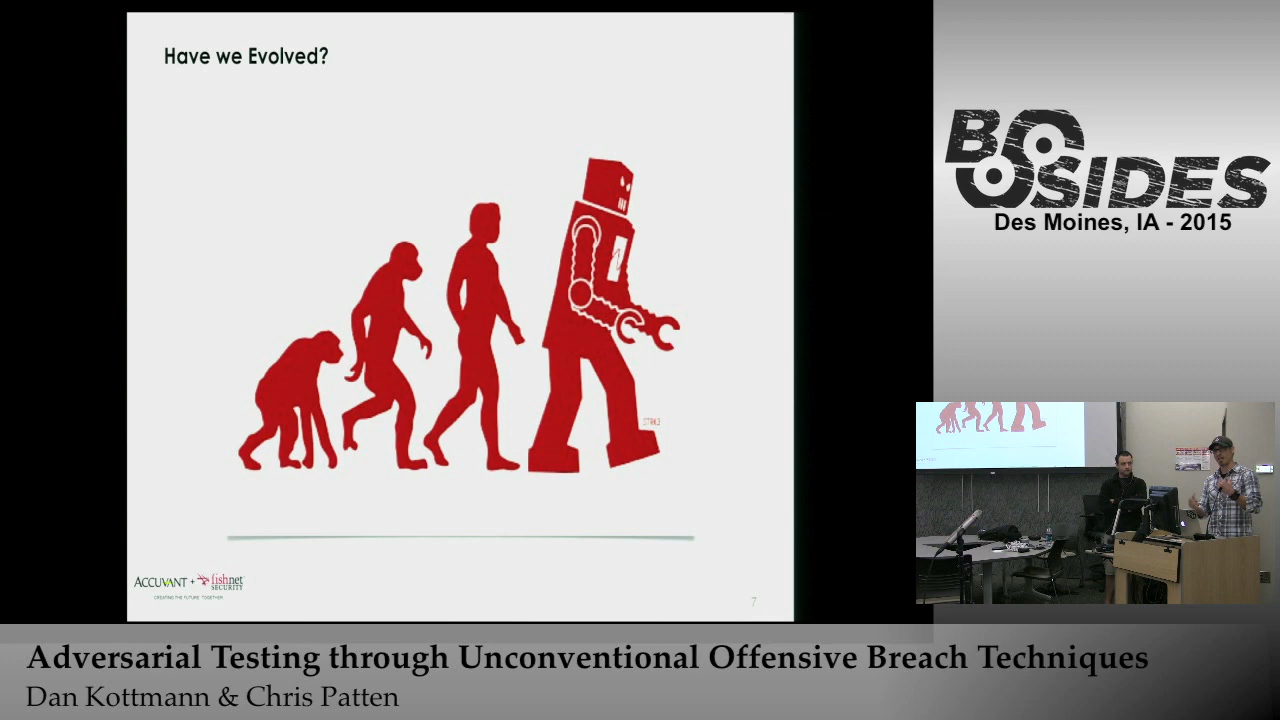 Have we Evolved?
BSIDES
Des Moines, IA - 2015
ACCUVANT + fishnet
SECURITY
CREATING THE FUTURE TOGETHER
7
Adversarial Testing through Unconventional Offensive Breach Techniques
Dan Kottmann & Chris Patten